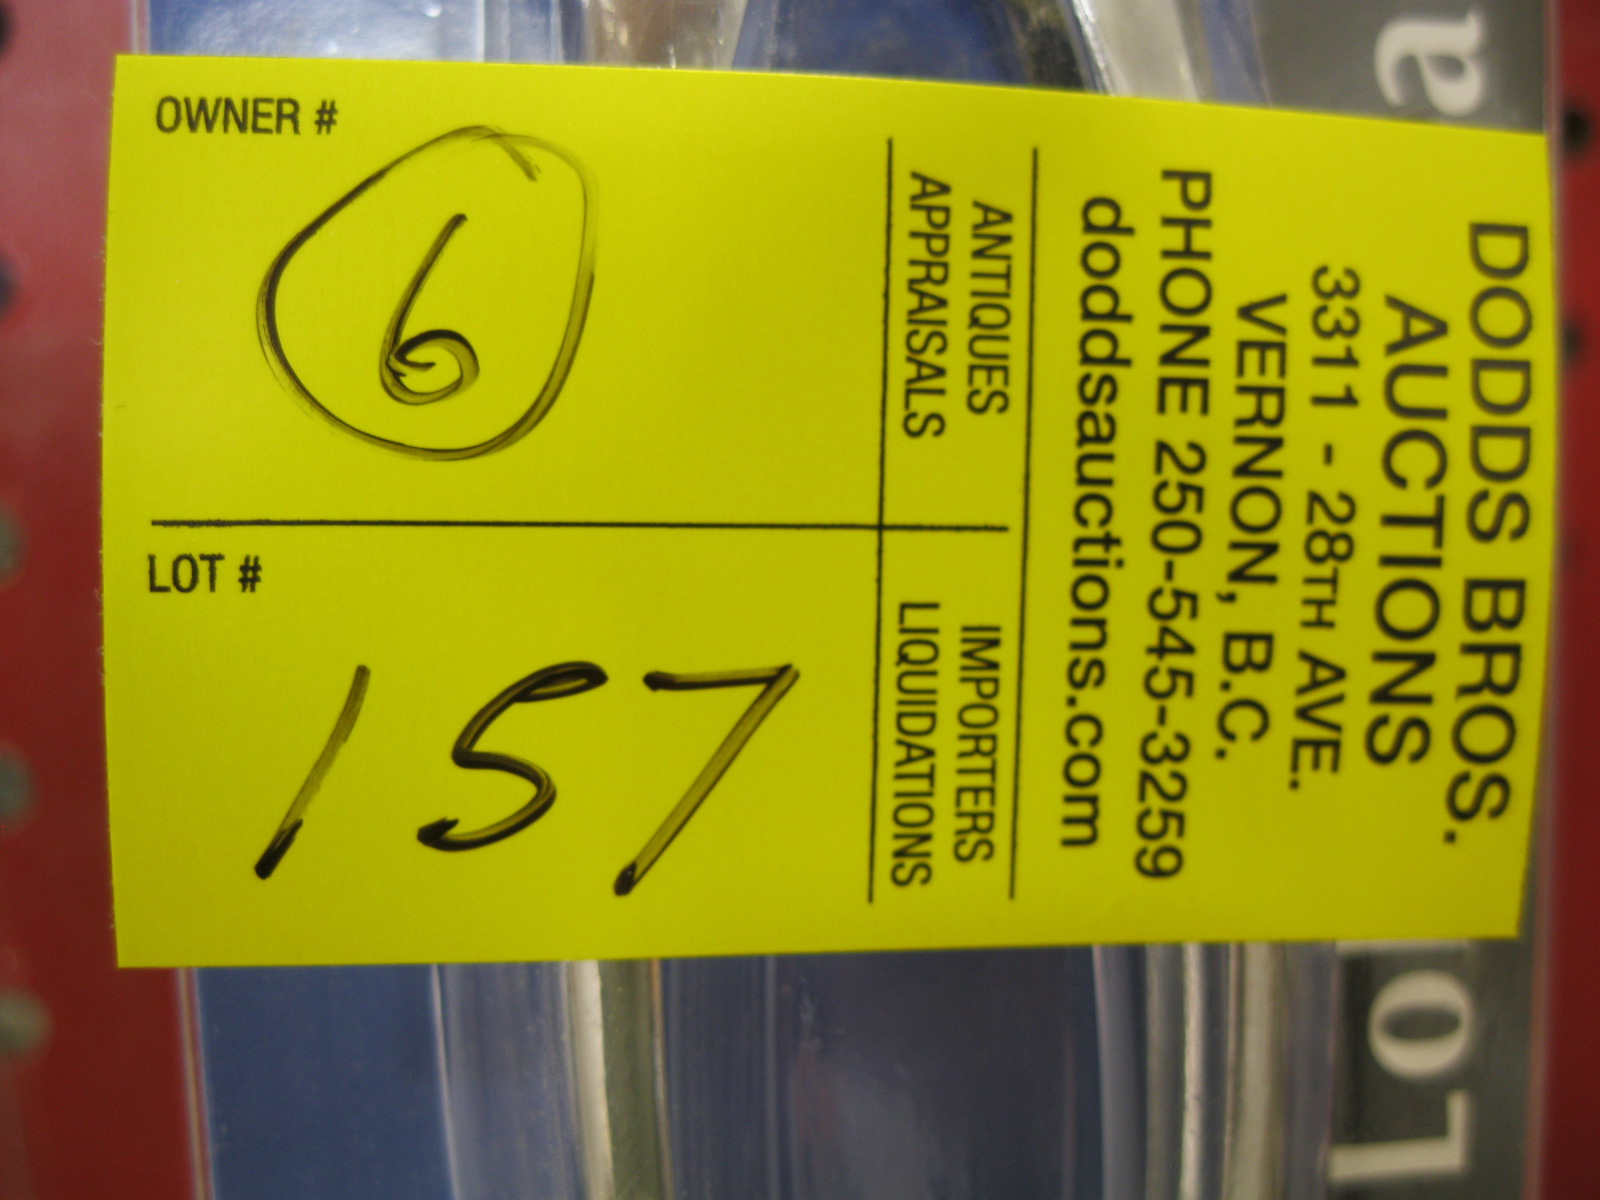 DODDS BROS.
AUCTIONS
3311 - 28TH AVE.
VERNON, B.C.
PHONE 250-545-3259
doddsauctions.com
ANTIQUES
APPRAISALS
IMPORTERS
LIQUIDATIONS
OWNER #
6
LOT #
157